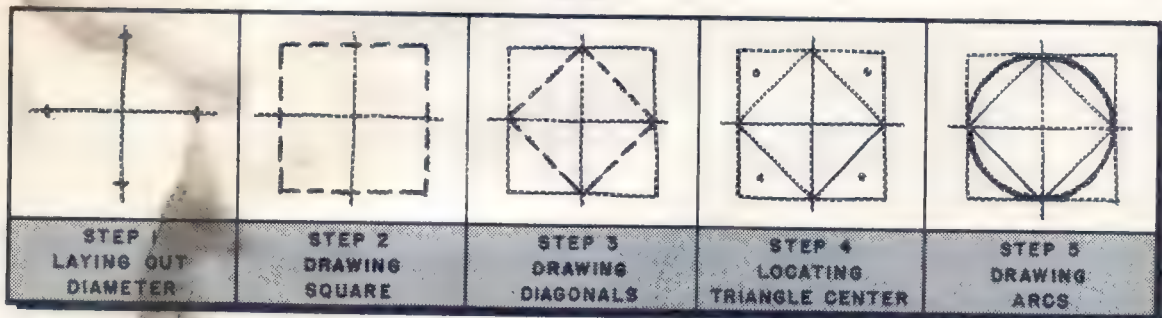 STEP 1
LAYING OUT
DIAMETER
STEP 2
DRAWING
SQUARE
STEP 3
DRAWING
DIAGONALS
STEP 4
LOCATING
TRIANGLE CENTER
STEP 5
DRAWING
ARCS